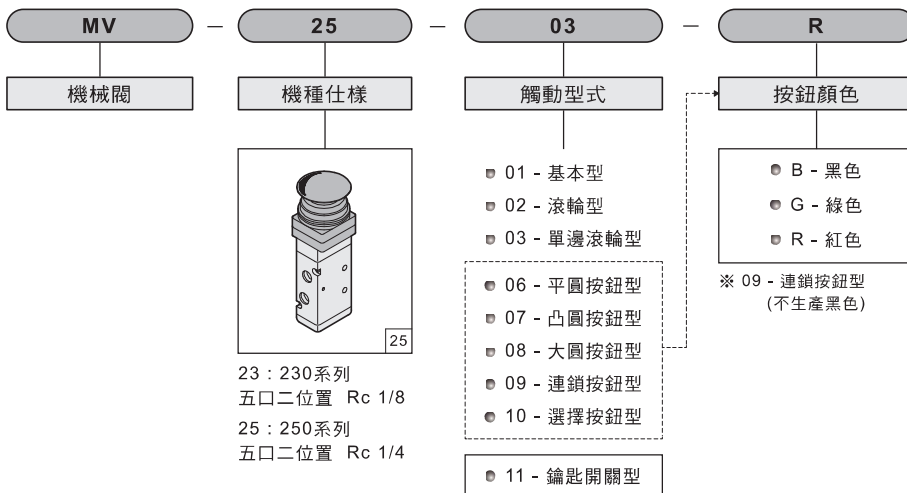 MV － 25 － 03 － R
機械閥
機種仕樣
觸動型式
按鈕顏色
25
23：230系列
五口二位置 Rc 1/8
25：250系列
五口二位置 Rc 1/4
01 - 基本型
02 - 滾輪型
03 - 單邊滾輪型
06 - 平圓按鈕型
07 - 凸圓按鈕型
08 - 大圓按鈕型
09 - 連鎖按鈕型
10 - 選擇按鈕型
11 - 鑰匙開關型
B - 黑色
G - 綠色
R - 紅色
※ 09 - 連鎖按鈕型
(不生產黑色)